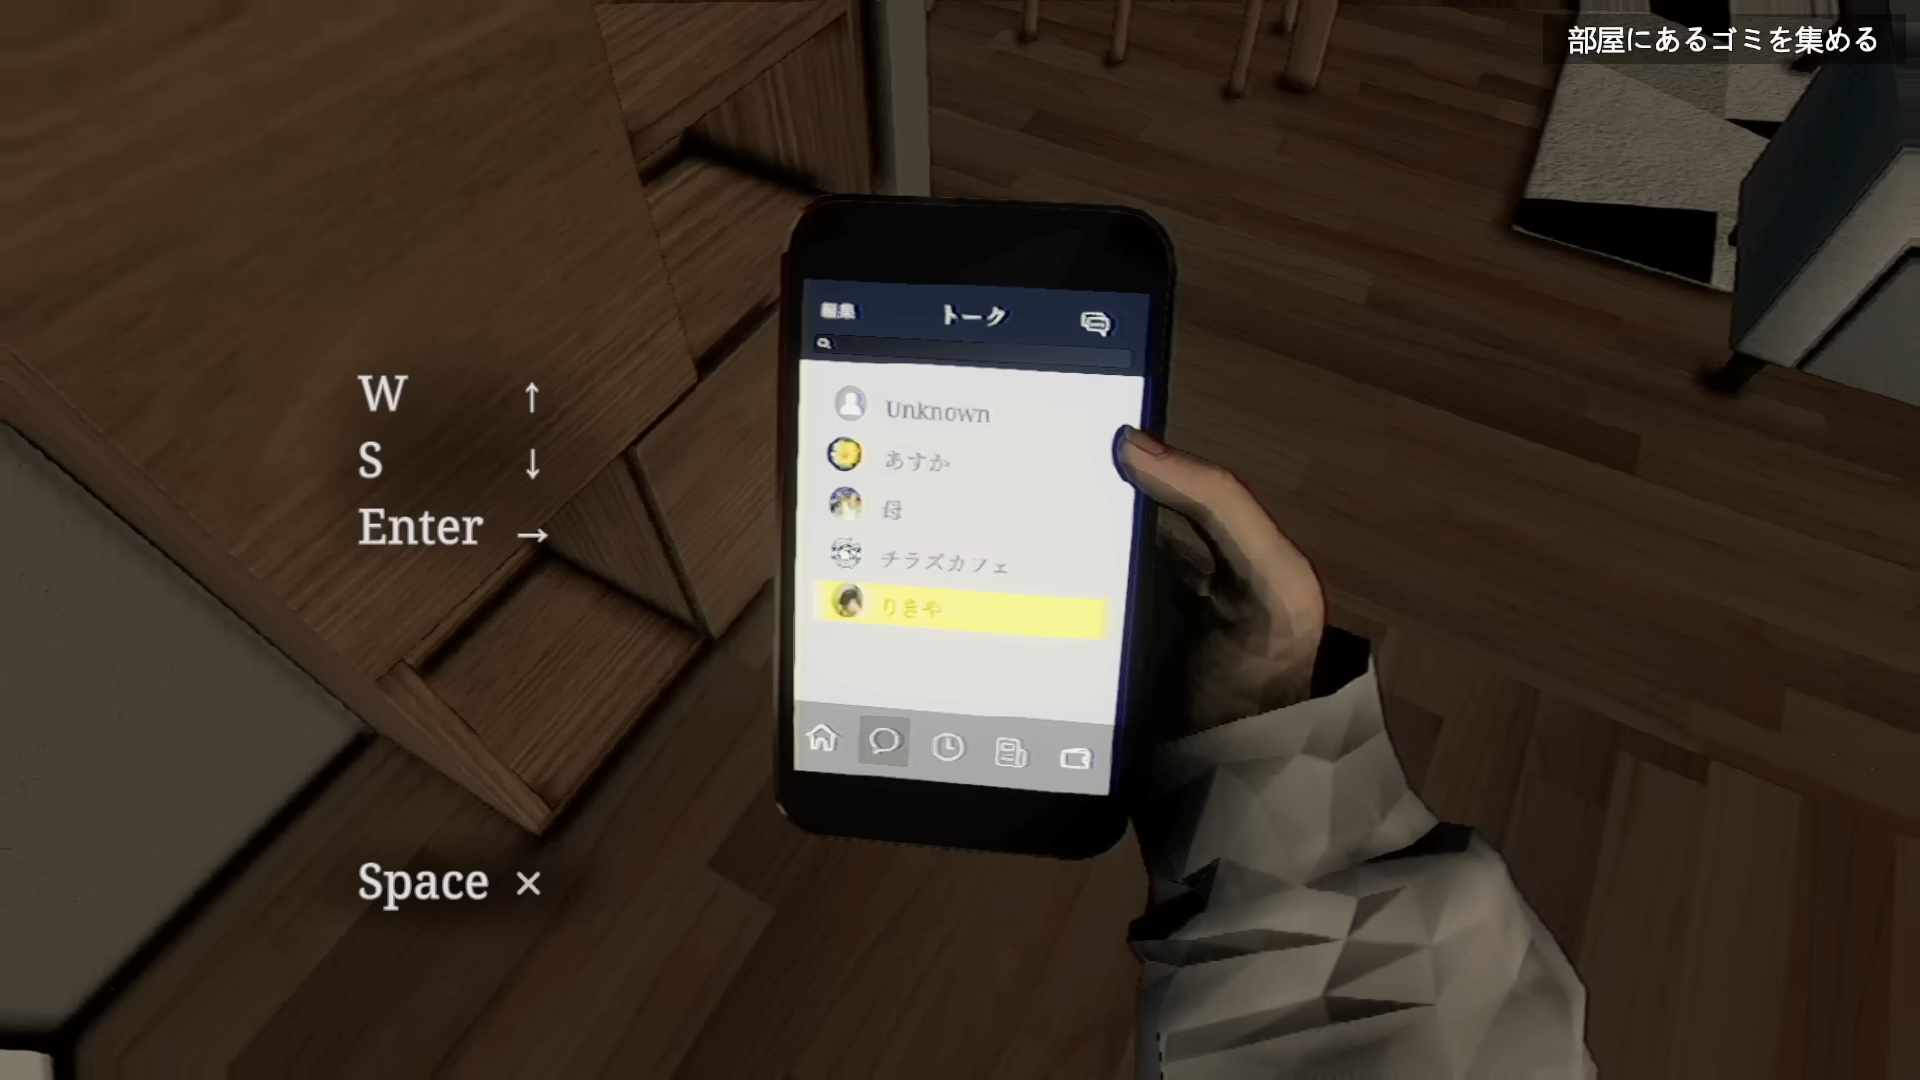 部屋にあるゴミを集める
編集
トーク
Unknown
あすか
母
チラズカフェ
りきや
W ↑
S ↓
Enter →
Space ×